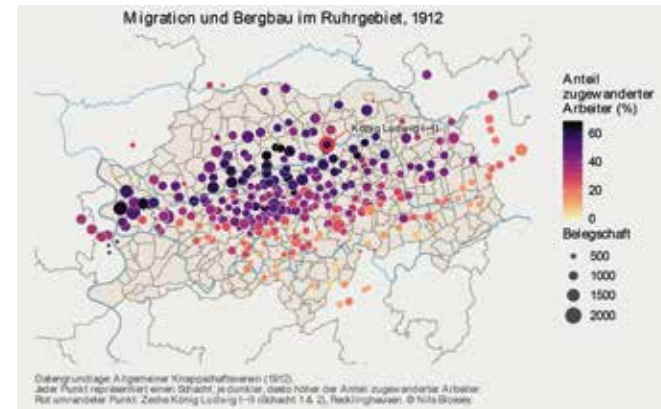 Migration und Bergbau im Ruhrgebiet, 1912
König Ludwig I–II
Anteil
zugewanderter
Arbeiter (%)
60
40
20
0
Belegschaft
500
1000
1500
2000
Datengrundlage: Allgemeiner Knappschaftsverein (1912).
Jeder Punkt repräsentiert einen Schacht, je dunkler, desto höher der Anteil zugewanderter Arbeiter.
Rot umrandeter Punkt: Zeche König Ludwig I–II (Schacht 1 & 2), Recklinghausen. © Nils Blossey